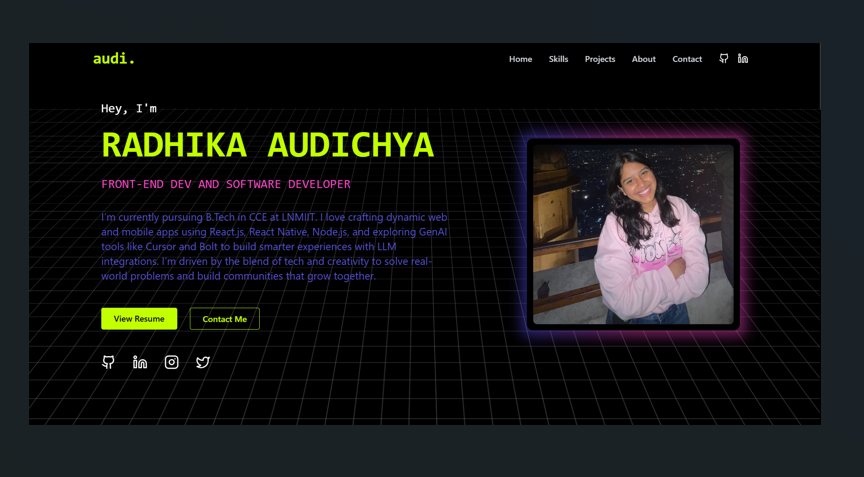 audi.
Home Skills Projects About Contact
Hey, I'm
RADHIKA AUDICHYA
FRONT-END DEV AND SOFTWARE DEVELOPER
I'm currently pursuing B.Tech in CCE at LNMIIT. I love crafting dynamic web
and mobile apps using React.js, React Native, Node.js, and exploring GenAI
tools like Cursor and Bolt to build smarter experiences with LLM
integrations. I'm driven by the blend of tech and creativity to solve real-
world problems and build communities that grow together.
View Resume Contact Me